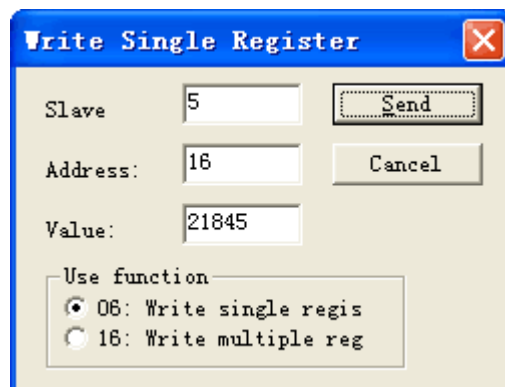 Write Single Register
Slave 5 Send
Address: 16 Cancel
Value: 21845
Use function
06: Write single regis
16: Write multiple reg